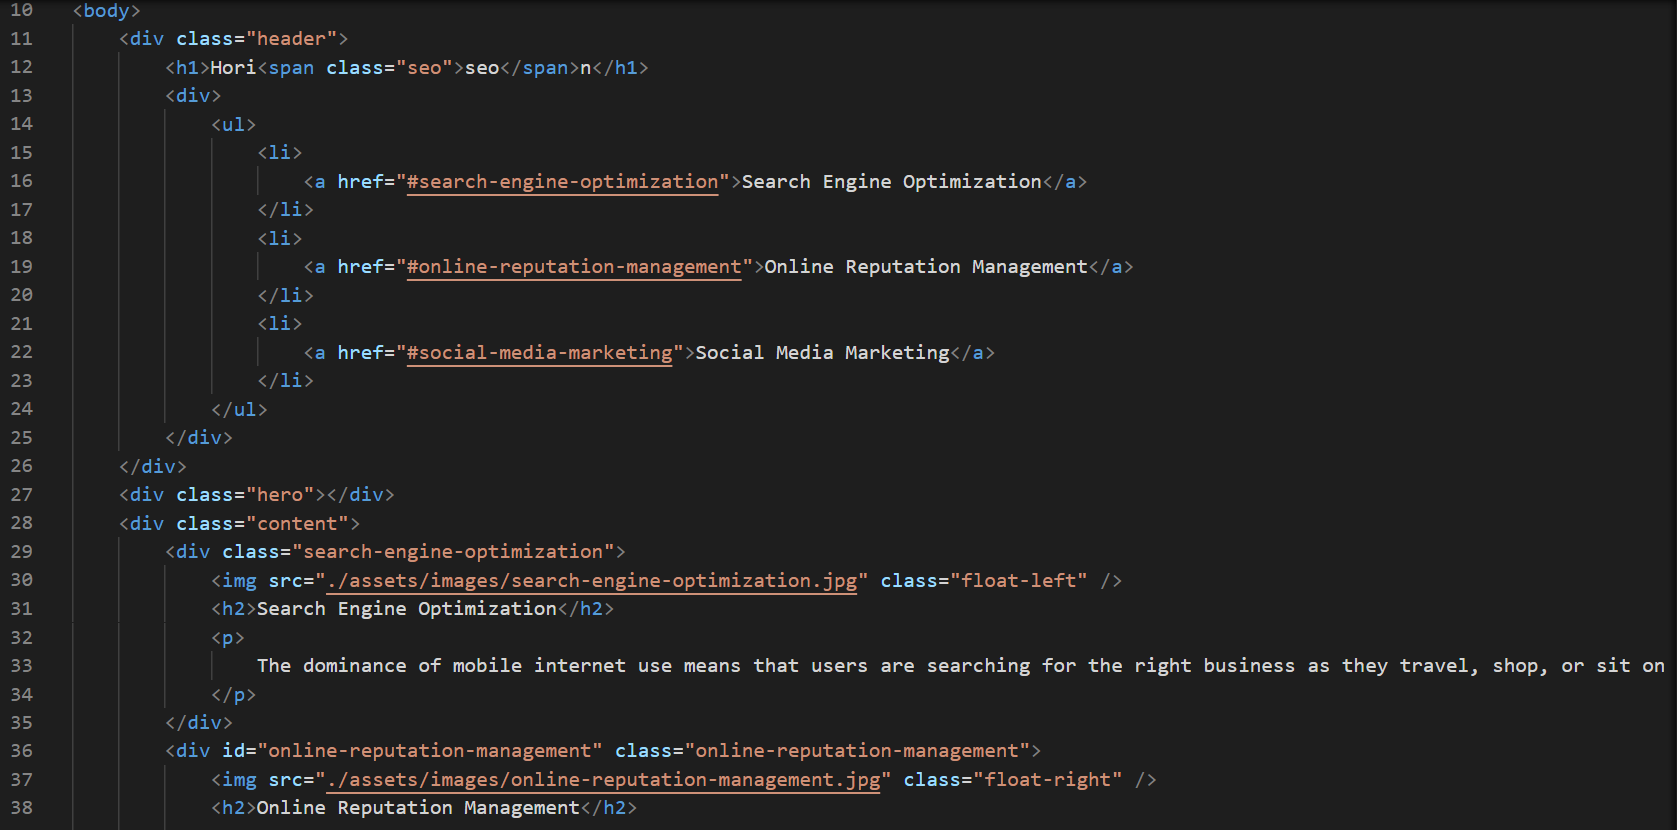 10 <body>
11 <div class="header">
12 <h1>Hori<span class="seo">seo</span>n</h1>
13 <div>
14 <ul>
15 <li>
16 <a href="#search-engine-optimization">Search Engine Optimization</a>
17 </li>
18 <li>
19 <a href="#online-reputation-management">Online Reputation Management</a>
20 </li>
21 <li>
22 <a href="#social-media-marketing">Social Media Marketing</a>
23 </li>
24 </ul>
25 </div>
26 </div>
27 <div class="hero"></div>
28 <div class="content">
29 <div class="search-engine-optimization">
30 <img src="./assets/images/search-engine-optimization.jpg" class="float-left" />
31 <h2>Search Engine Optimization</h2>
32 <p>
33 The dominance of mobile internet use means that users are searching for the right business as they travel, shop, or sit on
34 </p>
35 </div>
36 <div id="online-reputation-management" class="online-reputation-management">
37 <img src="./assets/images/online-reputation-management.jpg" class="float-right" />
38 <h2>Online Reputation Management</h2>